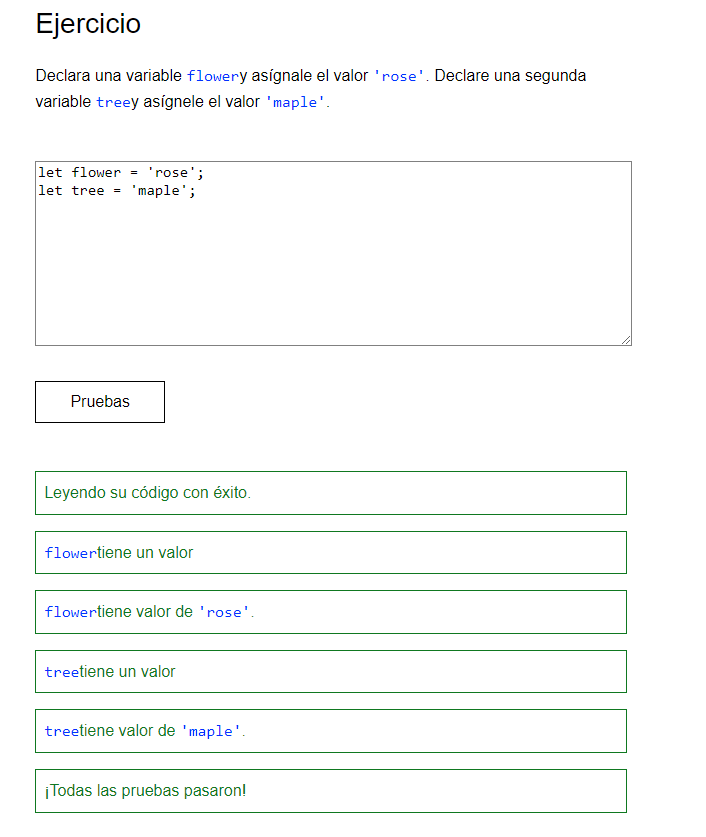 Ejercicio
Declara una variable flowery asígnale el valor 'rose'. Declare una segunda
variable treey asígnele el valor 'maple'.
let flower = 'rose';
let tree = 'maple';
Pruebas
Leyendo su código con éxito.
flowertiene un valor
flowertiene valor de 'rose'.
treetiene un valor
treetiene valor de 'maple'.
¡Todas las pruebas pasaron!